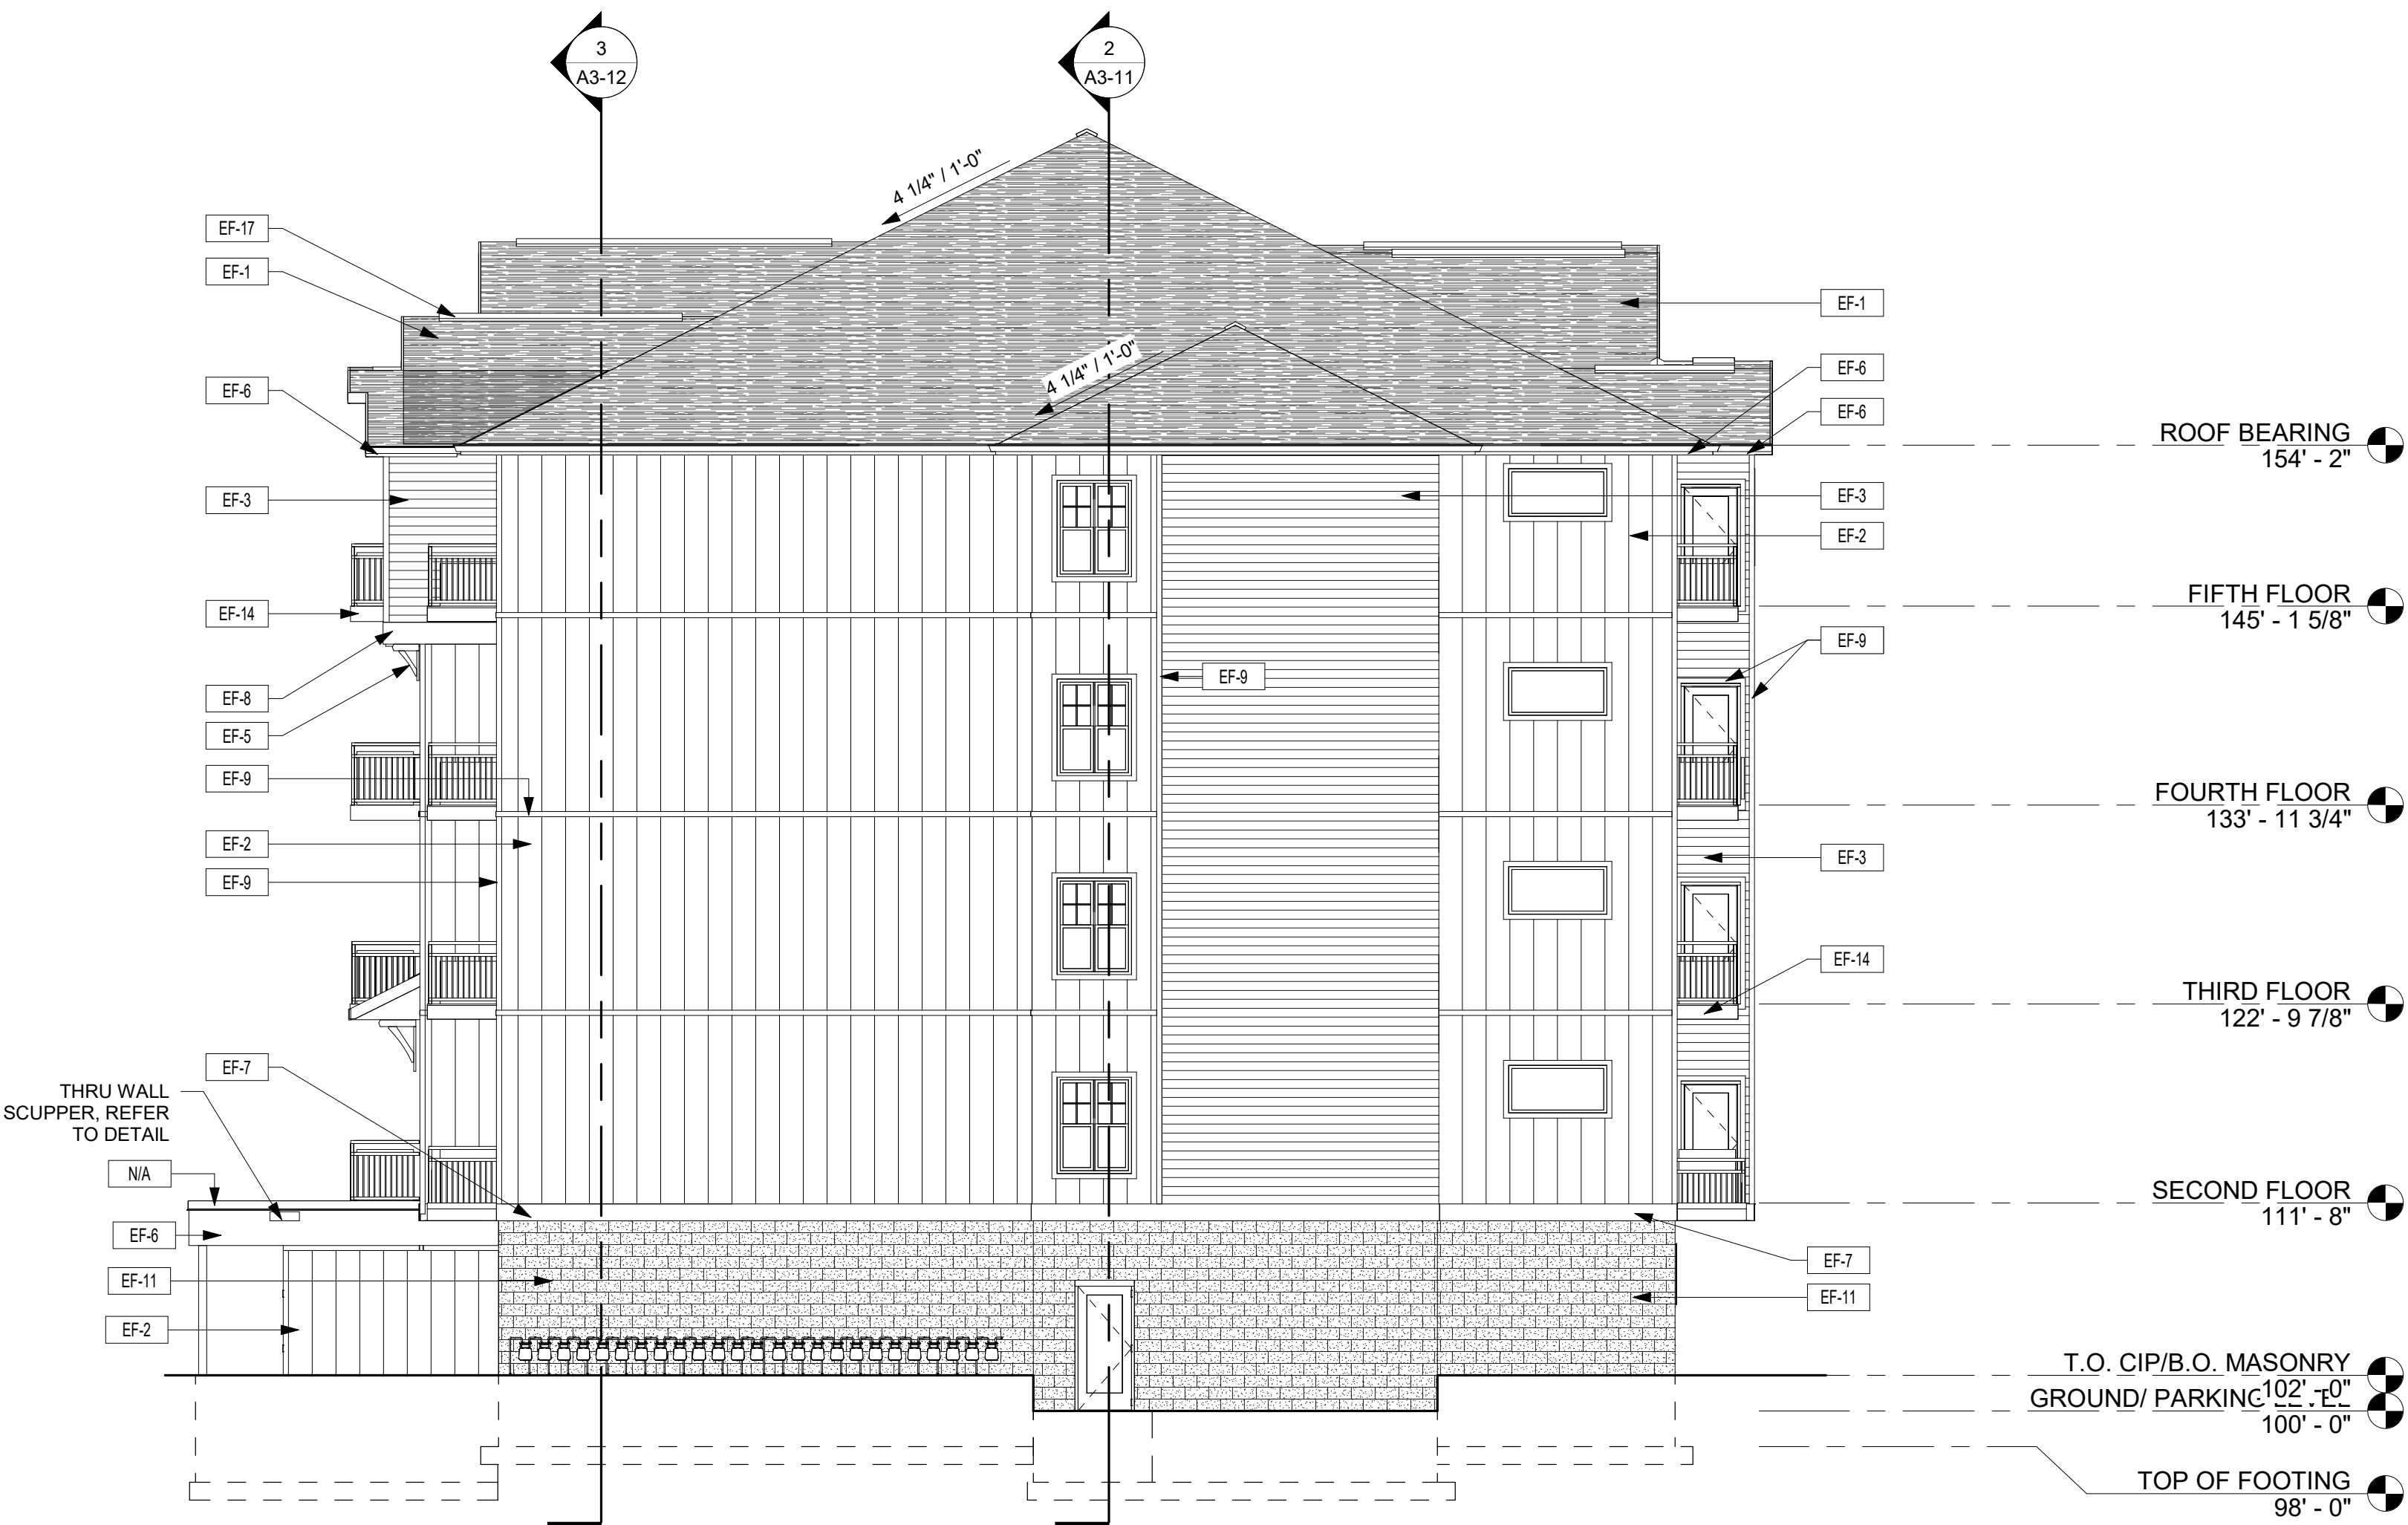 3
A3-12
2
A3-11
4 1/4" / 1'-0"
4 1/4" / 1'-0"
EF-17
EF-1
EF-6
EF-3
EF-14
EF-8
EF-5
EF-9
EF-2
EF-9
EF-7
THRU WALL
SCUPPER, REFER
TO DETAIL
N/A
EF-6
EF-11
EF-2
EF-9
EF-1
EF-6
EF-6
EF-3
EF-2
EF-9
EF-3
EF-14
EF-7
EF-11
ROOF BEARING
154' - 2"
FIFTH FLOOR
145' - 1 5/8"
FOURTH FLOOR
133' - 11 3/4"
THIRD FLOOR
122' - 9 7/8"
SECOND FLOOR
111' - 8"
T.O. CIP/B.O. MASONRY
102' - 0"
GROUND/ PARKING LEVEL
100' - 0"
TOP OF FOOTING
98' - 0"